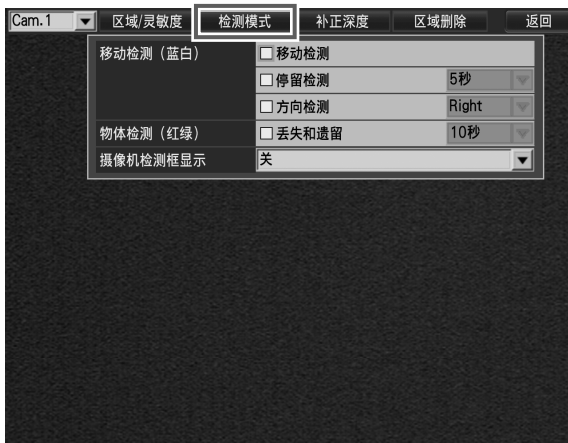 Cam.1 区域/灵敏度 检测模式 补正深度 区域删除 返回
移动检测（蓝白） 移动检测
停留检测 5秒
方向检测 Right
物体检测（红绿） 丢失和遗留 10秒
摄像机检测框显示 关